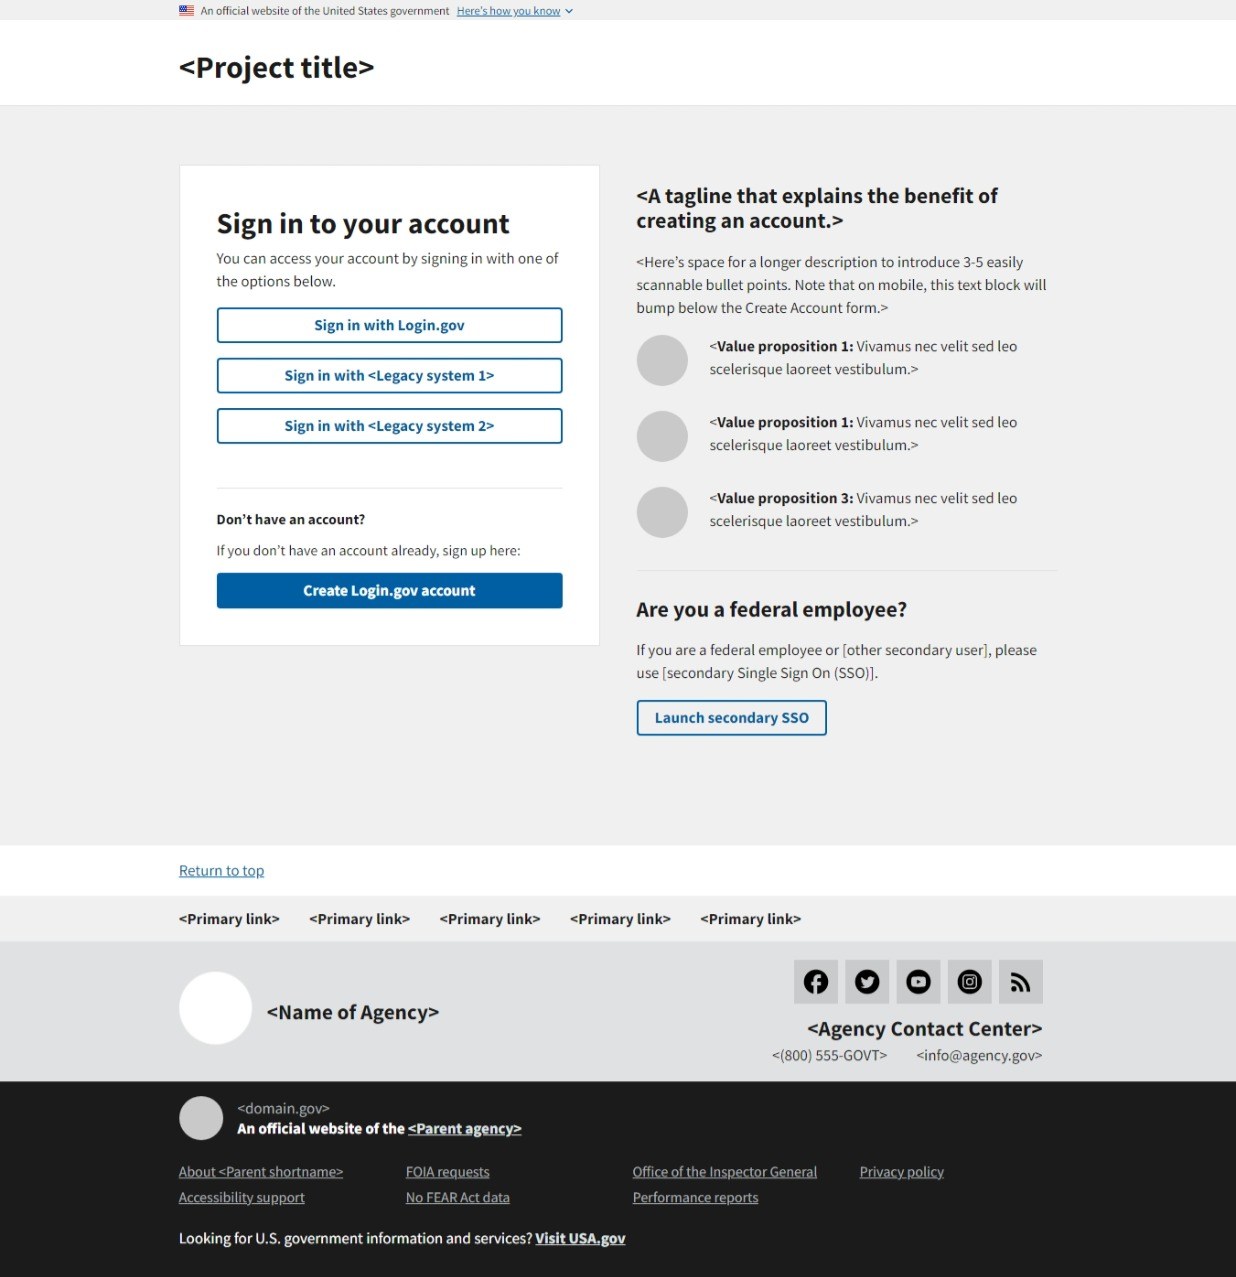 An official website of the United States government Here's how you know
<Project title>
Sign in to your account
You can access your account by signing in with one of
the options below.
Sign in with Login.gov
Sign in with <Legacy system 1>
Sign in with <Legacy system 2>
Don't have an account?
If you don't have an account already, sign up here:
Create Login.gov account
<A tagline that explains the benefit of
creating an account.>
<Here's space for a longer description to introduce 3-5 easily
scannable bullet points. Note that on mobile, this text block will
bump below the Create Account form.>
<Value proposition 1: Vivamus nec velit sed leo
scelerisque laoreet vestibulum.>
<Value proposition 1: Vivamus nec velit sed leo
scelerisque laoreet vestibulum.>
<Value proposition 3: Vivamus nec velit sed leo
scelerisque laoreet vestibulum.>
Are you a federal employee?
If you are a federal employee or [other secondary user], please
use [secondary Single Sign On (SSO)].
Launch secondary SSO
Return to top
<Primary link> <Primary link> <Primary link> <Primary link> <Primary link>
<Name of Agency>
<Agency Contact Center>
<(800) 555-GOVT> <info@agency.gov>
<domain.gov>
An official website of the <Parent agency>
About <Parent shortname> FOIA requests Office of the Inspector General Privacy policy
Accessibility support No FEAR Act data Performance reports
Looking for U.S. government information and services? Visit USA.gov